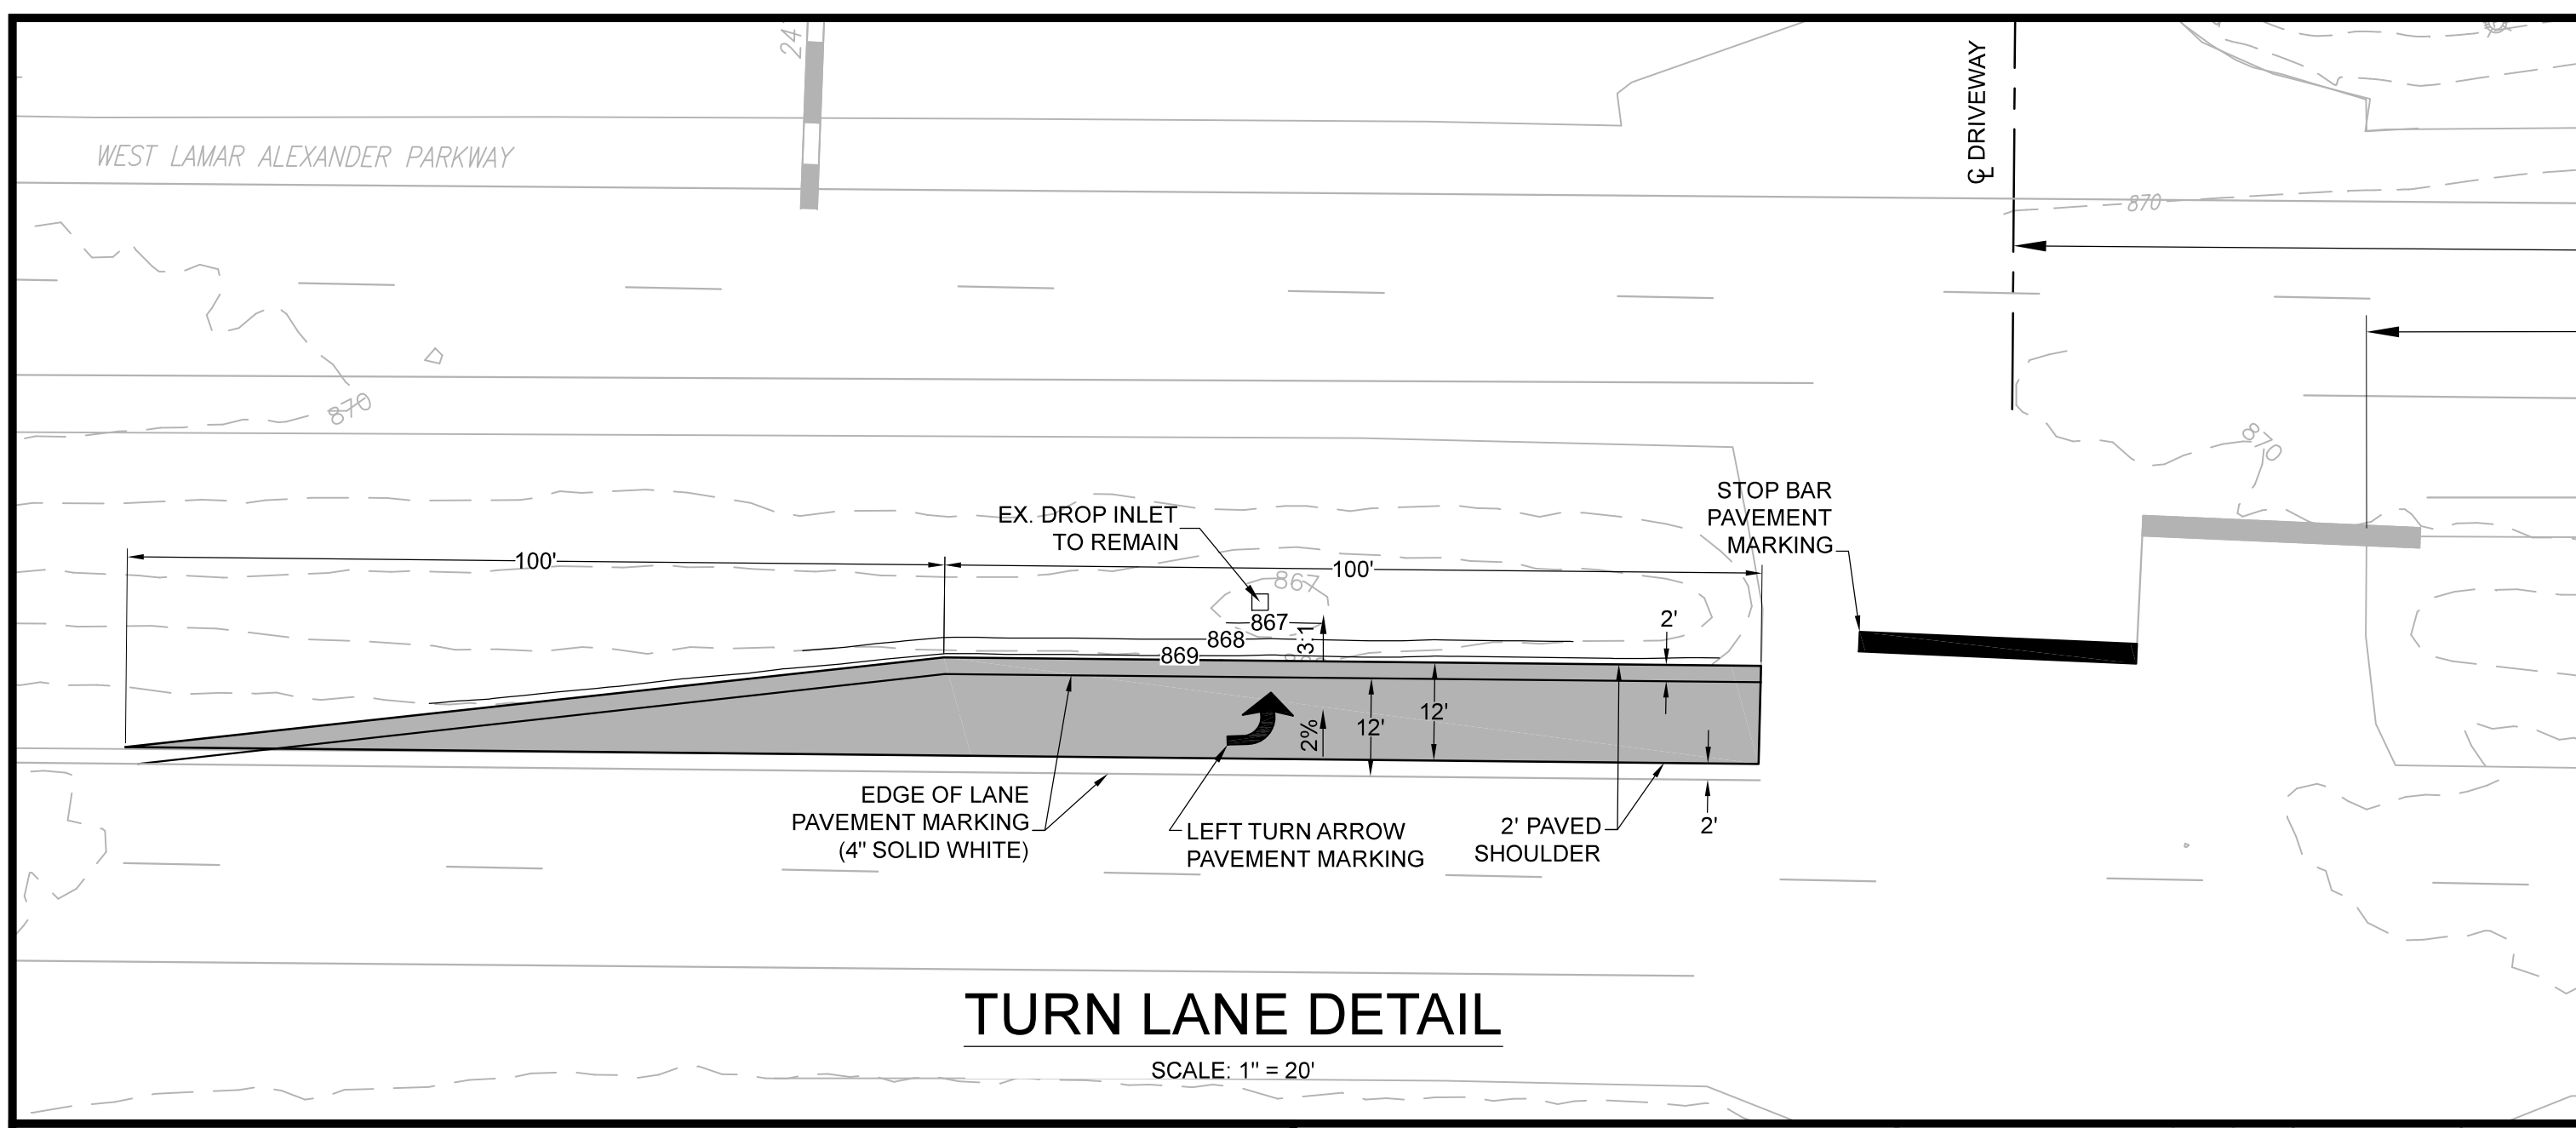 24
WEST LAMAR ALEXANDER PARKWAY
℄ DRIVEWAY
870
870
870
STOP BAR
PAVEMENT
MARKING
EX. DROP INLET
TO REMAIN
100'
100'
867
867
868
869
3:1
2'
2%
12'
12'
EDGE OF LANE
PAVEMENT MARKING
(4" SOLID WHITE)
LEFT TURN ARROW
PAVEMENT MARKING
2' PAVED
SHOULDER
2'
TURN LANE DETAIL
SCALE: 1" = 20'